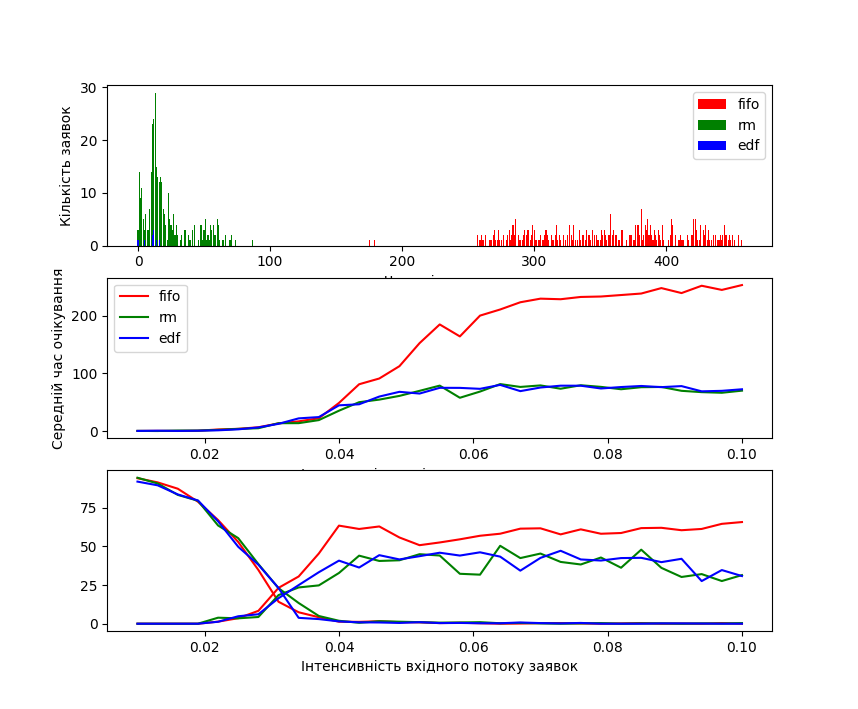 30
20
10
0
Кількість заявок
fifo
rm
edf
0 100 200 300 400
200
100
0
Середній час очікування
fifo
rm
edf
0.02 0.04 0.06 0.08 0.10
75
50
25
0
0.02 0.04 0.06 0.08 0.10
Інтенсивність вхідного потоку заявок